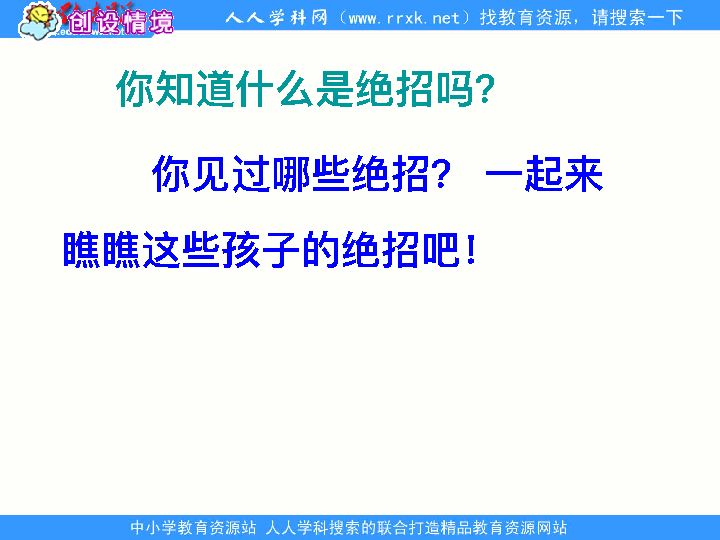 创设情境
人人学科网（www.rrxk.net）找教育资源，请搜索一下
你知道什么是绝招吗？
你见过哪些绝招？ 一起来
瞧瞧这些孩子的绝招吧！
中小学教育资源站 人人学科搜索的联合打造精品教育资源网站